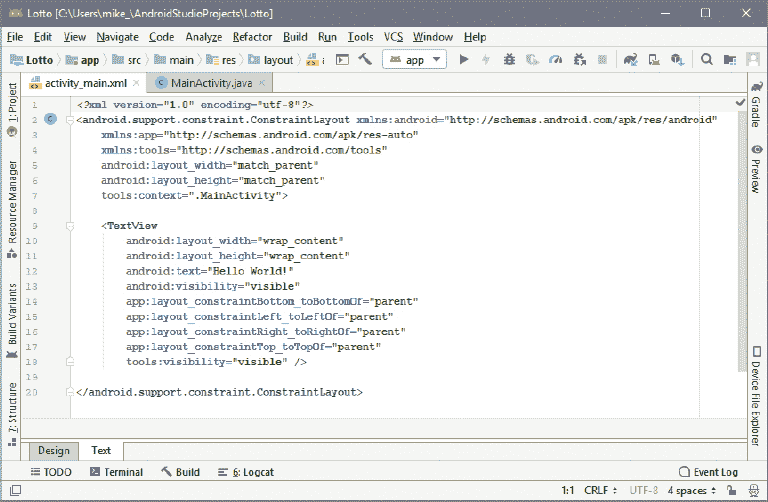 Lotto [C:\Users\mike_\AndroidStudioProjects\Lotto]
File Edit View Navigate Code Analyze Refactor Build Run Tools VCS Window Help
Lotto app src main res layout app
activity_main.xml MainActivity.java
1 <?xml version="1.0" encoding="utf-8"?>
2 <android.support.constraint.ConstraintLayout xmlns:android="http://schemas.android.com/apk/res/android"
3 xmlns:app="http://schemas.android.com/apk/res-auto"
4 xmlns:tools="http://schemas.android.com/tools"
5 android:layout_width="match_parent"
6 android:layout_height="match_parent"
7 tools:context=".MainActivity">
8
9 <TextView
10 android:layout_width="wrap_content"
11 android:layout_height="wrap_content"
12 android:text="Hello World!"
13 android:visibility="visible"
14 app:layout_constraintBottom_toBottomOf="parent"
15 app:layout_constraintLeft_toLeftOf="parent"
16 app:layout_constraintRight_toRightOf="parent"
17 app:layout_constraintTop_toTopOf="parent"
18 tools:visibility="visible" />
19
20 </android.support.constraint.ConstraintLayout>
1: Project
Resource Manager
Build Variants
7: Structure
Gradle
Preview
Device File Explorer
Design Text
TODO Terminal Build 6: Logcat Event Log
1:1 CRLF UTF-8 4 spaces